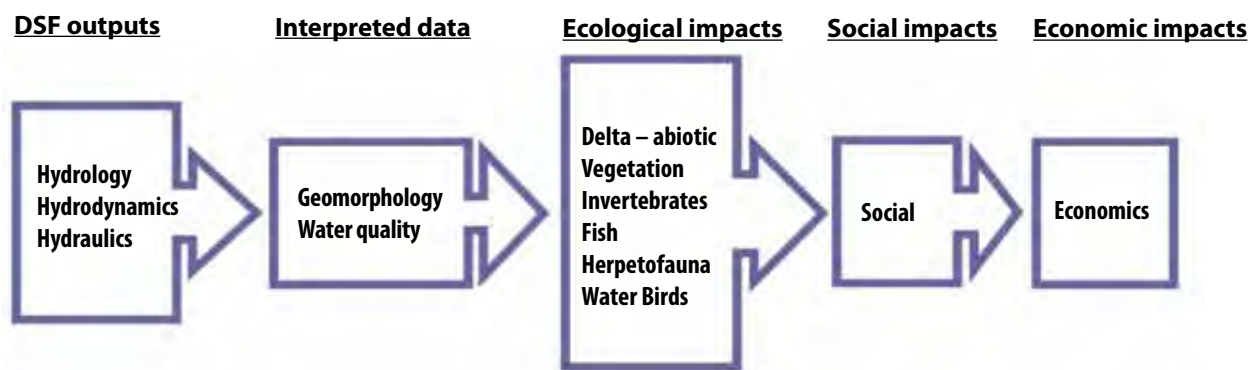 DSF outputs
Interpreted data
Ecological impacts
Social impacts
Economic impacts
Hydrology
Hydrodynamics
Hydraulics
Geomorphology
Water quality
Delta – abiotic
Vegetation
Invertebrates
Fish
Herpetofauna
Water Birds
Social
Economics